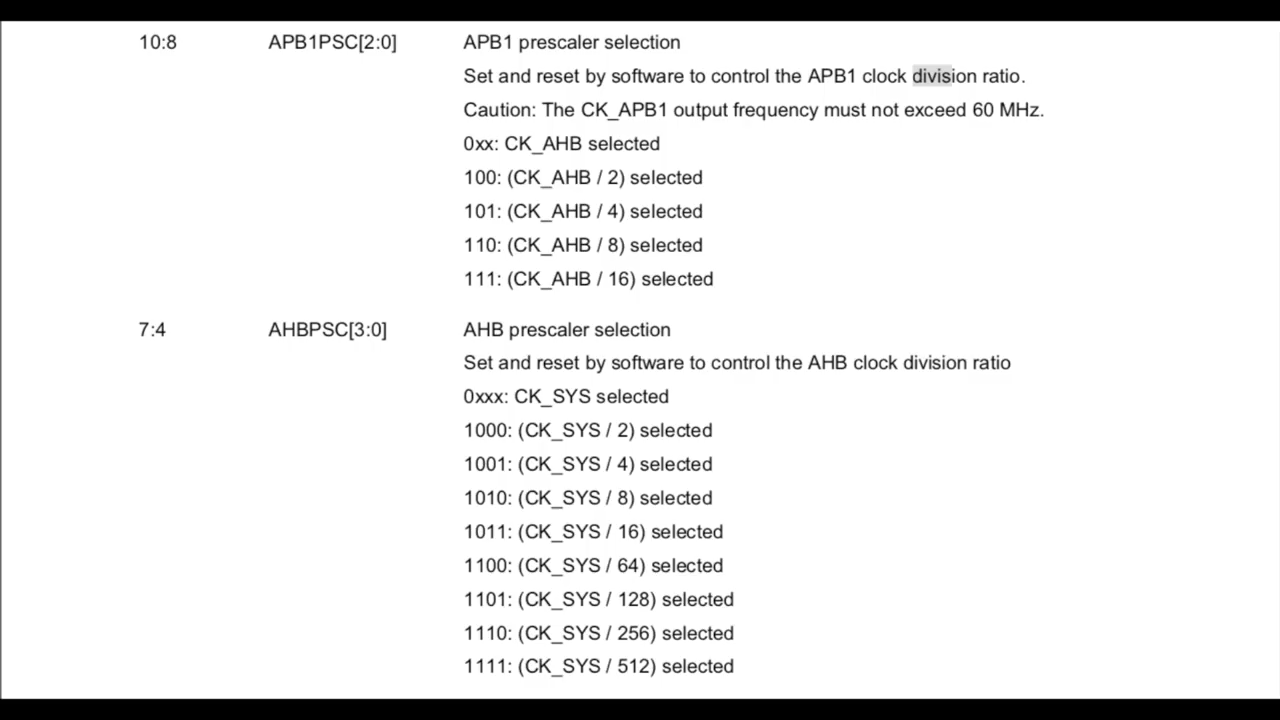 10:8 APB1PSC[2:0] APB1 prescaler selection
Set and reset by software to control the APB1 clock division ratio.
Caution: The CK_APB1 output frequency must not exceed 60 MHz.
0xx: CK_AHB selected
100: (CK_AHB / 2) selected
101: (CK_AHB / 4) selected
110: (CK_AHB / 8) selected
111: (CK_AHB / 16) selected
7:4 AHBPSC[3:0] AHB prescaler selection
Set and reset by software to control the AHB clock division ratio
0xxx: CK_SYS selected
1000: (CK_SYS / 2) selected
1001: (CK_SYS / 4) selected
1010: (CK_SYS / 8) selected
1011: (CK_SYS / 16) selected
1100: (CK_SYS / 64) selected
1101: (CK_SYS / 128) selected
1110: (CK_SYS / 256) selected
1111: (CK_SYS / 512) selected